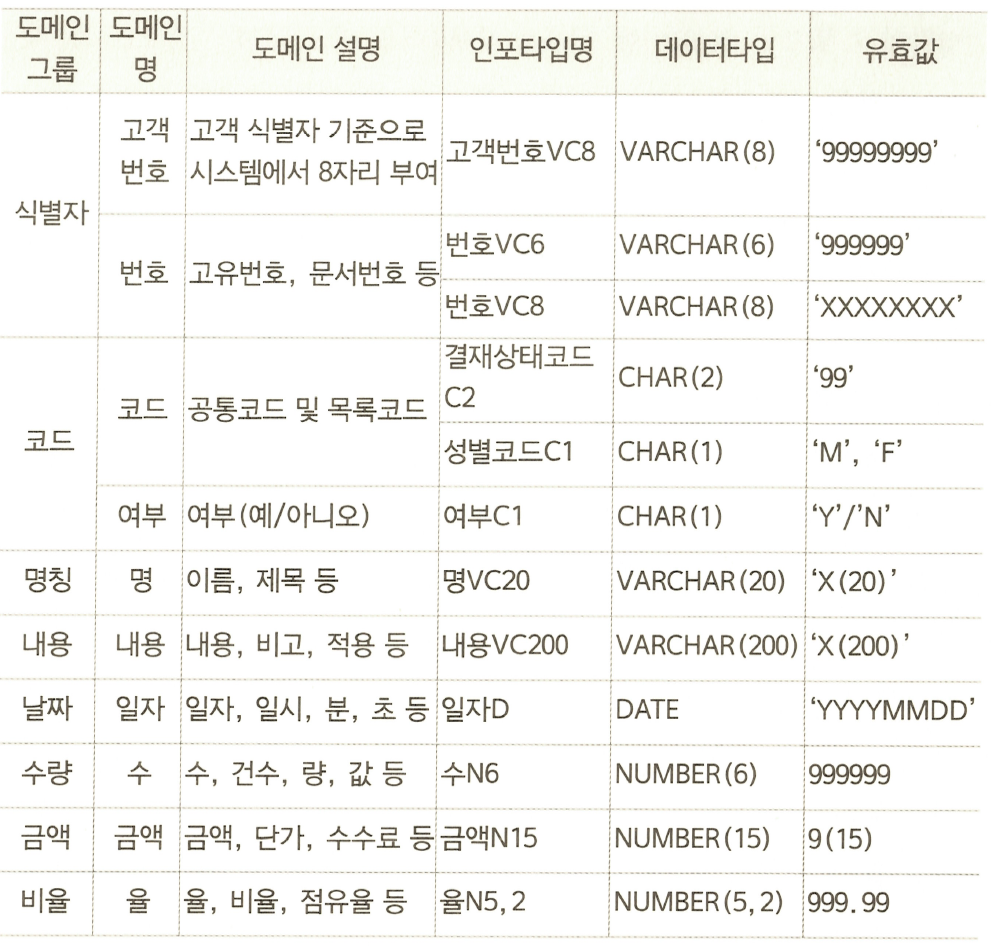 도메인 그룹 도메인 명 도메인 설명 인포타입명 데이터타입 유효값
식별자 고객 번호 고객 식별자 기준으로 시스템에서 8자리 부여 고객번호VC8 VARCHAR(8) ‘99999999’
번호 고유번호, 문서번호 등 번호VC6 VARCHAR(6) ‘999999’
번호VC8 VARCHAR(8) ‘XXXXXXXX’
코드 코드 공통코드 및 목록코드 결재상태코드 C2 CHAR(2) ‘99’
성별코드C1 CHAR(1) ‘M’, ‘F’
여부 여부(예/아니오) 여부C1 CHAR(1) ‘Y’/’N’
명칭 명 이름, 제목 등 명VC20 VARCHAR(20) ‘X(20)’
내용 내용 내용, 비고, 적용 등 내용VC200 VARCHAR(200) ‘X(200)’
날짜 일자 일자, 일시, 분, 초 등 일자D DATE ‘YYYYMMDD’
수량 수 수, 건수, 량, 값 등 수N6 NUMBER(6) 999999
금액 금액 금액, 단가, 수수료 등 금액N15 NUMBER(15) 9(15)
비율 율 율, 비율, 점유율 등 율N5,2 NUMBER(5,2) 999.99